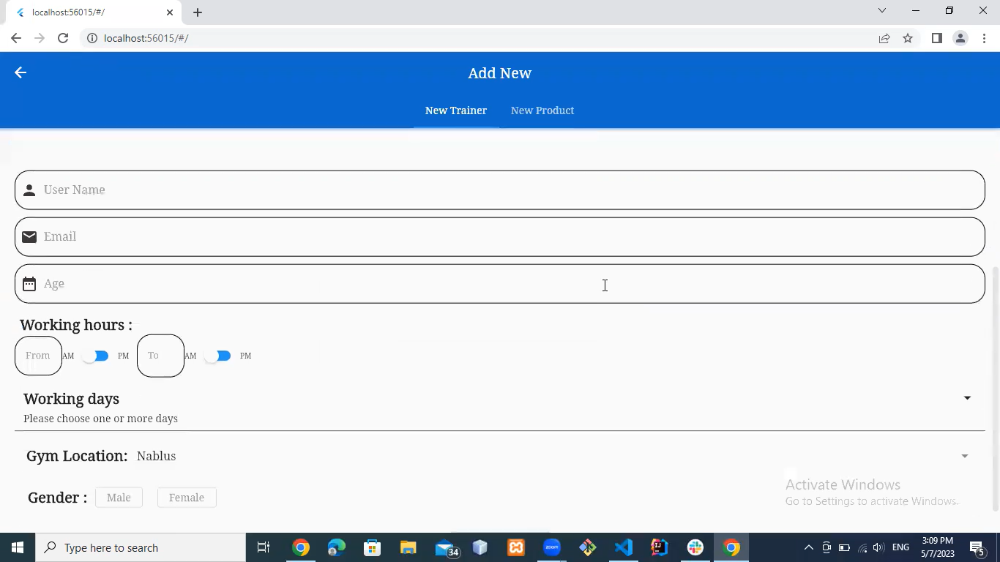 localhost:56015/#/
localhost:56015/#/
Add New
New Trainer New Product
User Name
Email
Age
Working hours :
From AM PM To AM PM
Working days
Please choose one or more days
Gym Location: Nablus
Gender : Male Female
Activate Windows
Go to Settings to activate Windows.
Type here to search
34
zoom
ENG
3:09 PM
5/7/2023
5